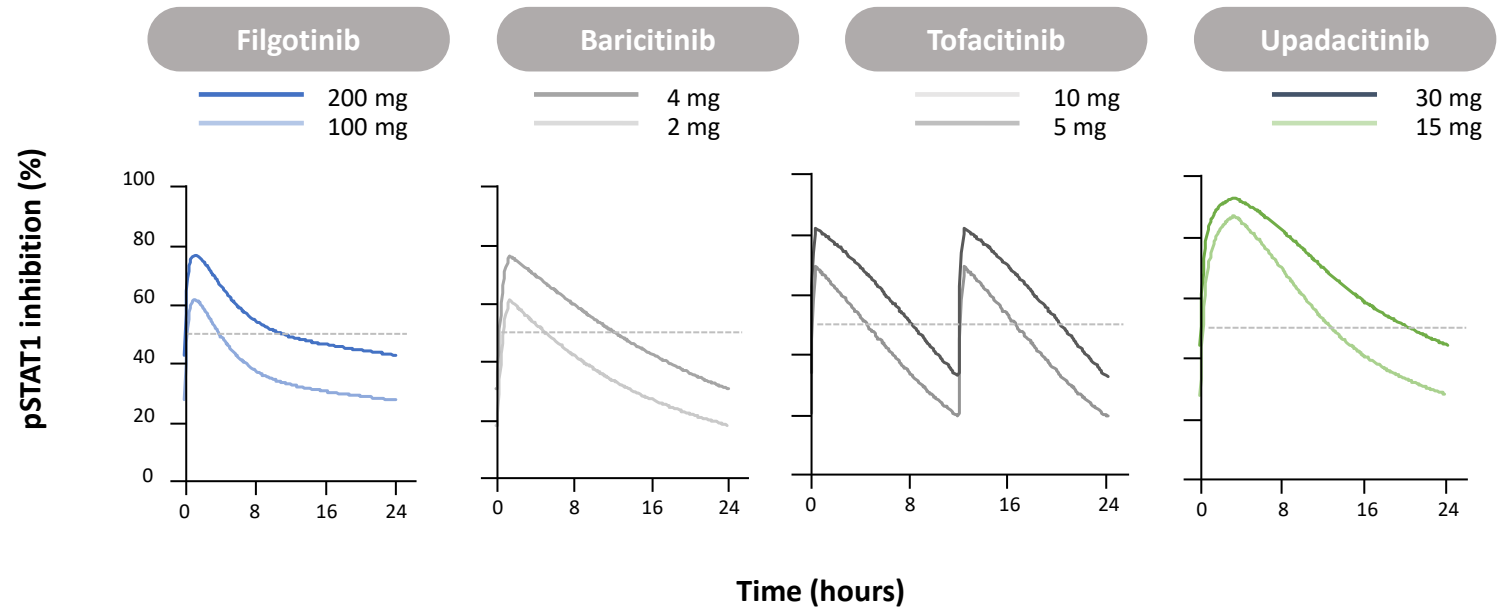 Filgotinib
Baricitinib
Tofacitinib
Upadacitinib
200 mg
100 mg
4 mg
2 mg
10 mg
5 mg
30 mg
15 mg
pSTAT1 inhibition (%)
100
80
60
40
20
0
0 8 16 24
0 8 16 24
0 8 16 24
0 8 16 24
Time (hours)